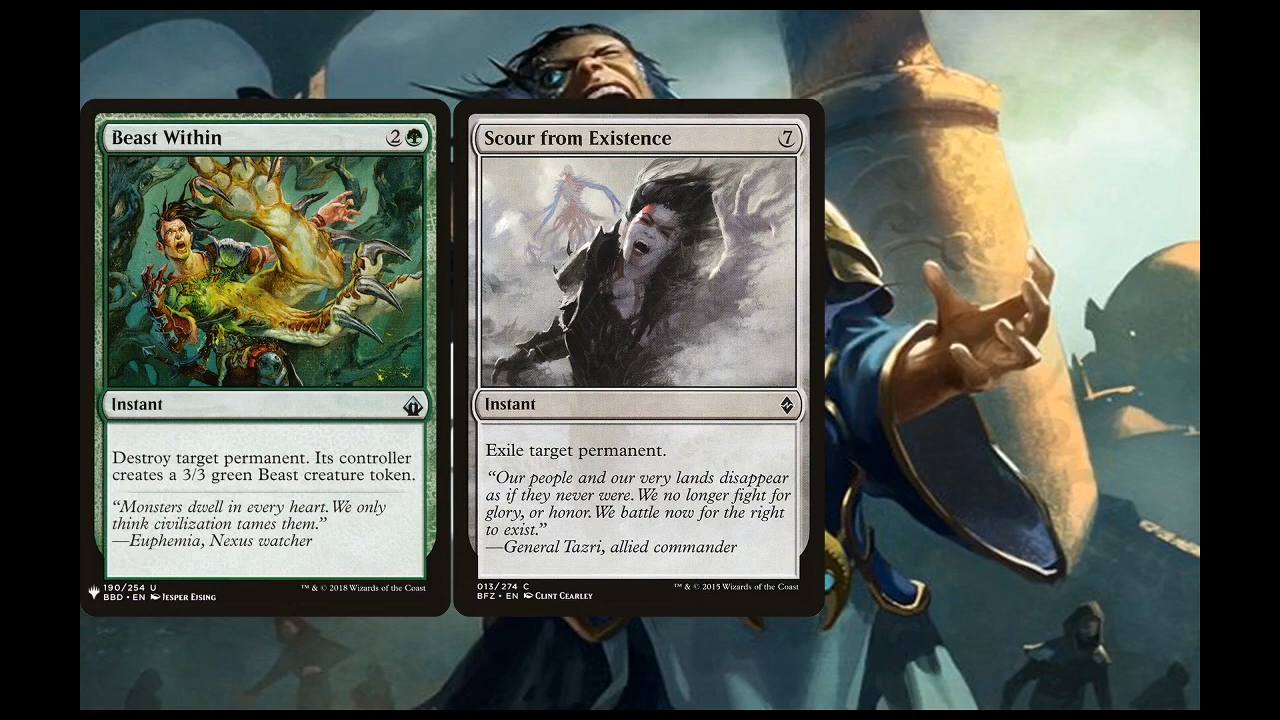 Beast Within
2
Instant
Destroy target permanent. Its controller
creates a 3/3 green Beast creature token.
“Monsters dwell in every heart. We only
think civilization tames them.”
—Euphemia, Nexus watcher
190/254 U
BBD • EN Jesper Ejsing
™ & © 2018 Wizards of the Coast
Scour from Existence
7
Instant
Exile target permanent.
“Our people and our very lands disappear
as if they never were. We no longer fight for
glory, or honor. We battle now for the right
to exist.”
—General Tazri, allied commander
013/274 C
BFZ • EN Clint Cearley
™ & © 2015 Wizards of the Coast